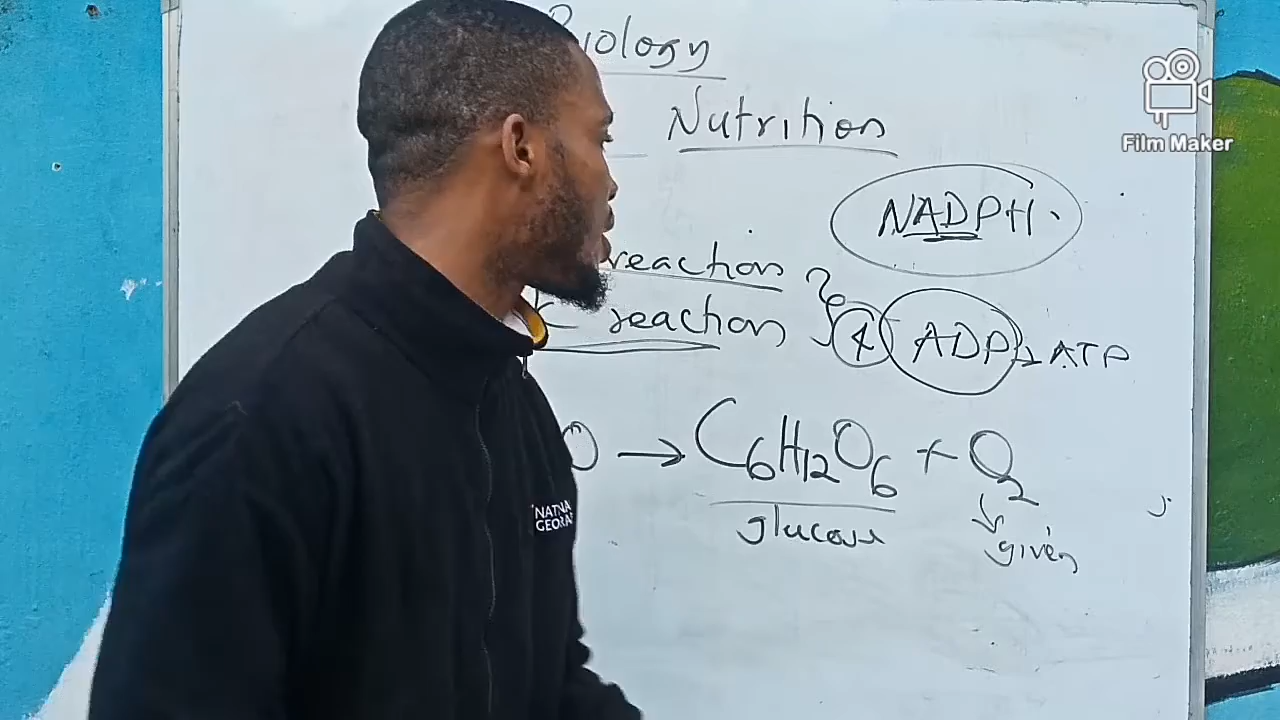 Biology
Nutrition
NADPH
reaction
reaction
ADP → ATP
O → C6H12O6 + O2
glucose
given
Film Maker